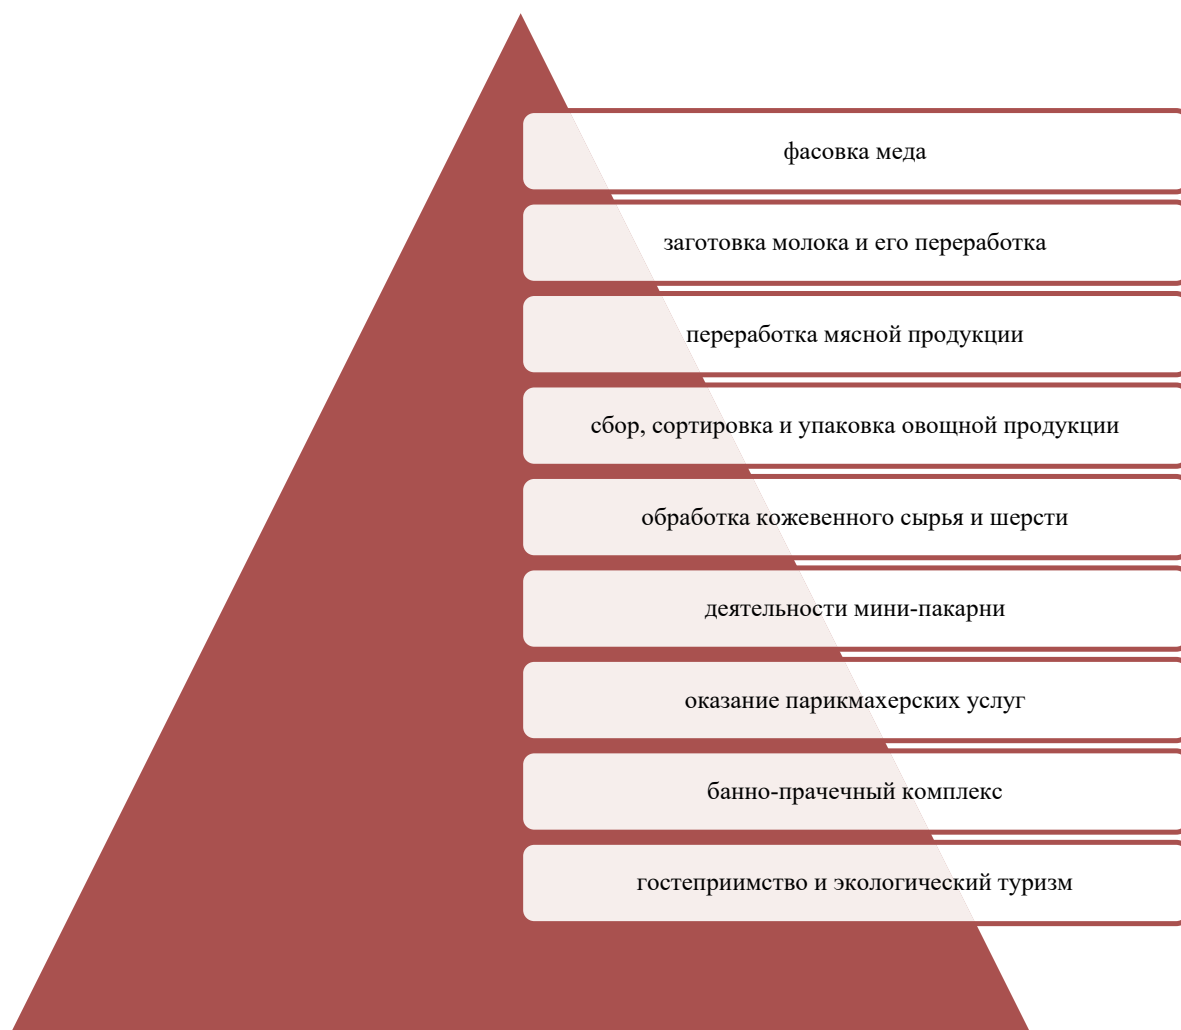 фасовка меда
заготовка молока и его переработка
переработка мясной продукции
сбор, сортировка и упаковка овощной продукции
обработка кожевенного сырья и шерсти
деятельности мини-пакарни
оказание парикмахерских услуг
банно-прачечный комплекс
гостеприимство и экологический туризм